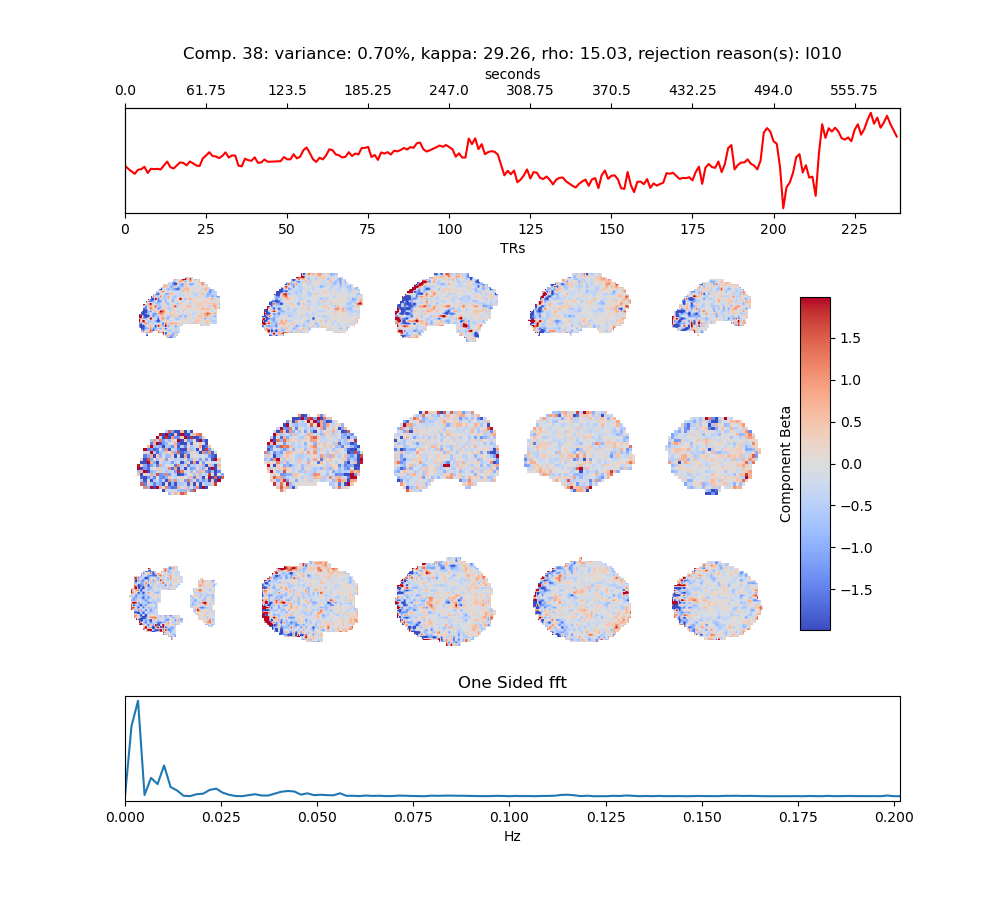 Comp. 38: variance: 0.70%, kappa: 29.26, rho: 15.03, rejection reason(s): I010
seconds
0.0 61.75 123.5 185.25 247.0 308.75 370.5 432.25 494.0 555.75
0 25 50 75 100 125 150 175 200 225
TRs
1.5
1.0
0.5
0.0
−0.5
−1.0
−1.5
Component Beta
One Sided fft
0.000 0.025 0.050 0.075 0.100 0.125 0.150 0.175 0.200
Hz